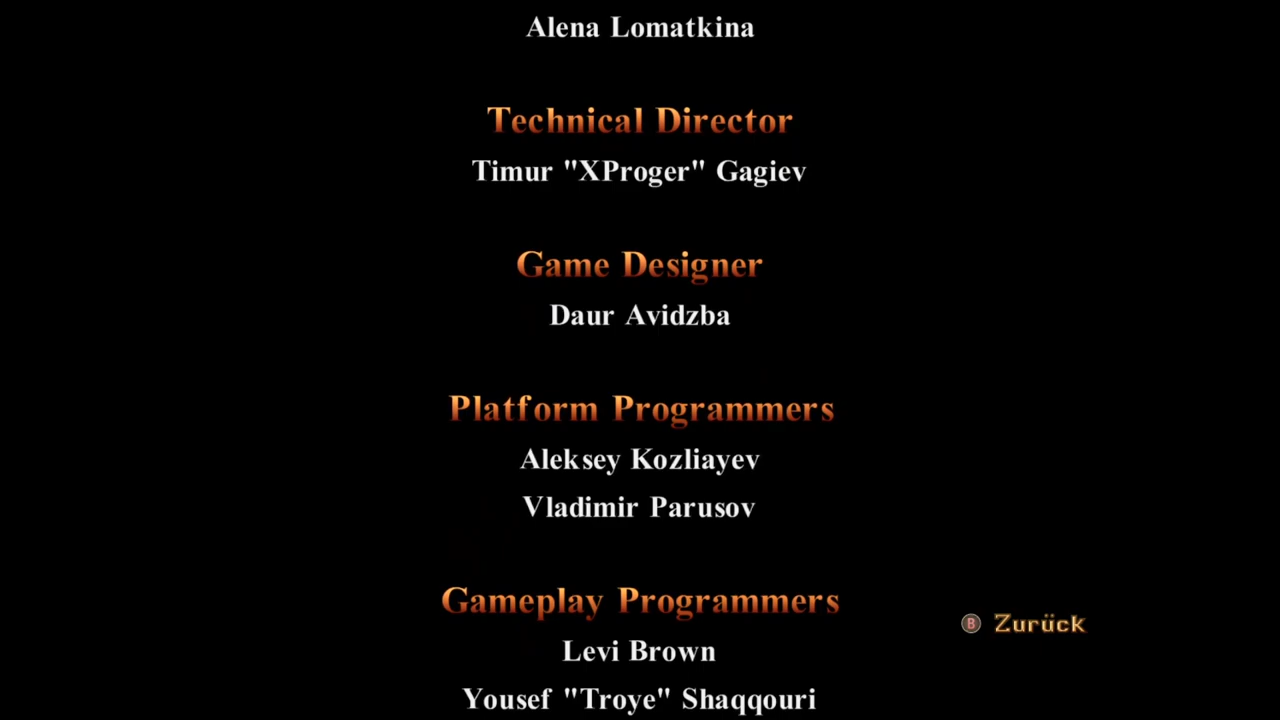 Alena Lomatkina
Technical Director
Timur "XProger" Gagiev
Game Designer
Daur Avidzba
Platform Programmers
Aleksey Kozliayev
Vladimir Parusov
Gameplay Programmers
B Zurück
Levi Brown
Yousef "Troye" Shaqqouri